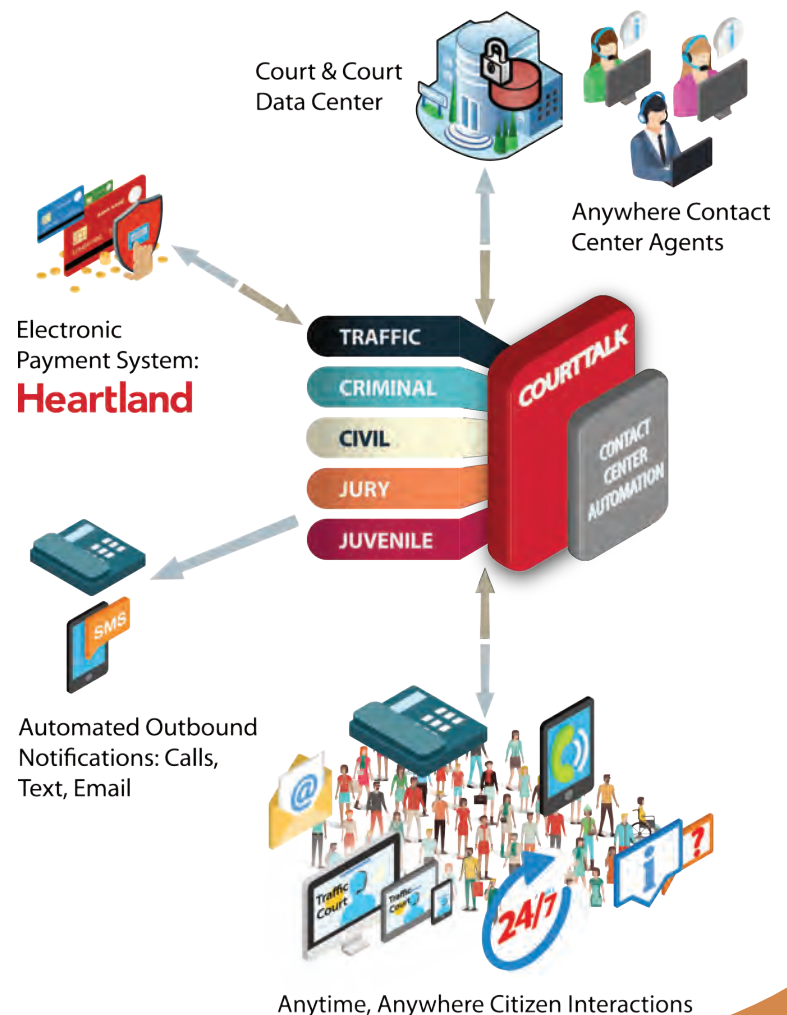 Court & Court
Data Center
i
i
Anywhere Contact
Center Agents
Electronic
Payment System:
Heartland
TRAFFIC
CRIMINAL
CIVIL
JURY
JUVENILE
COURTTALK
CONTACT
CENTER
AUTOMATION
SMS
Automated Outbound
Notifications: Calls,
Text, Email
@
Traffic
Court
Traffic
Court
24/7
i
?
Anytime, Anywhere Citizen Interactions